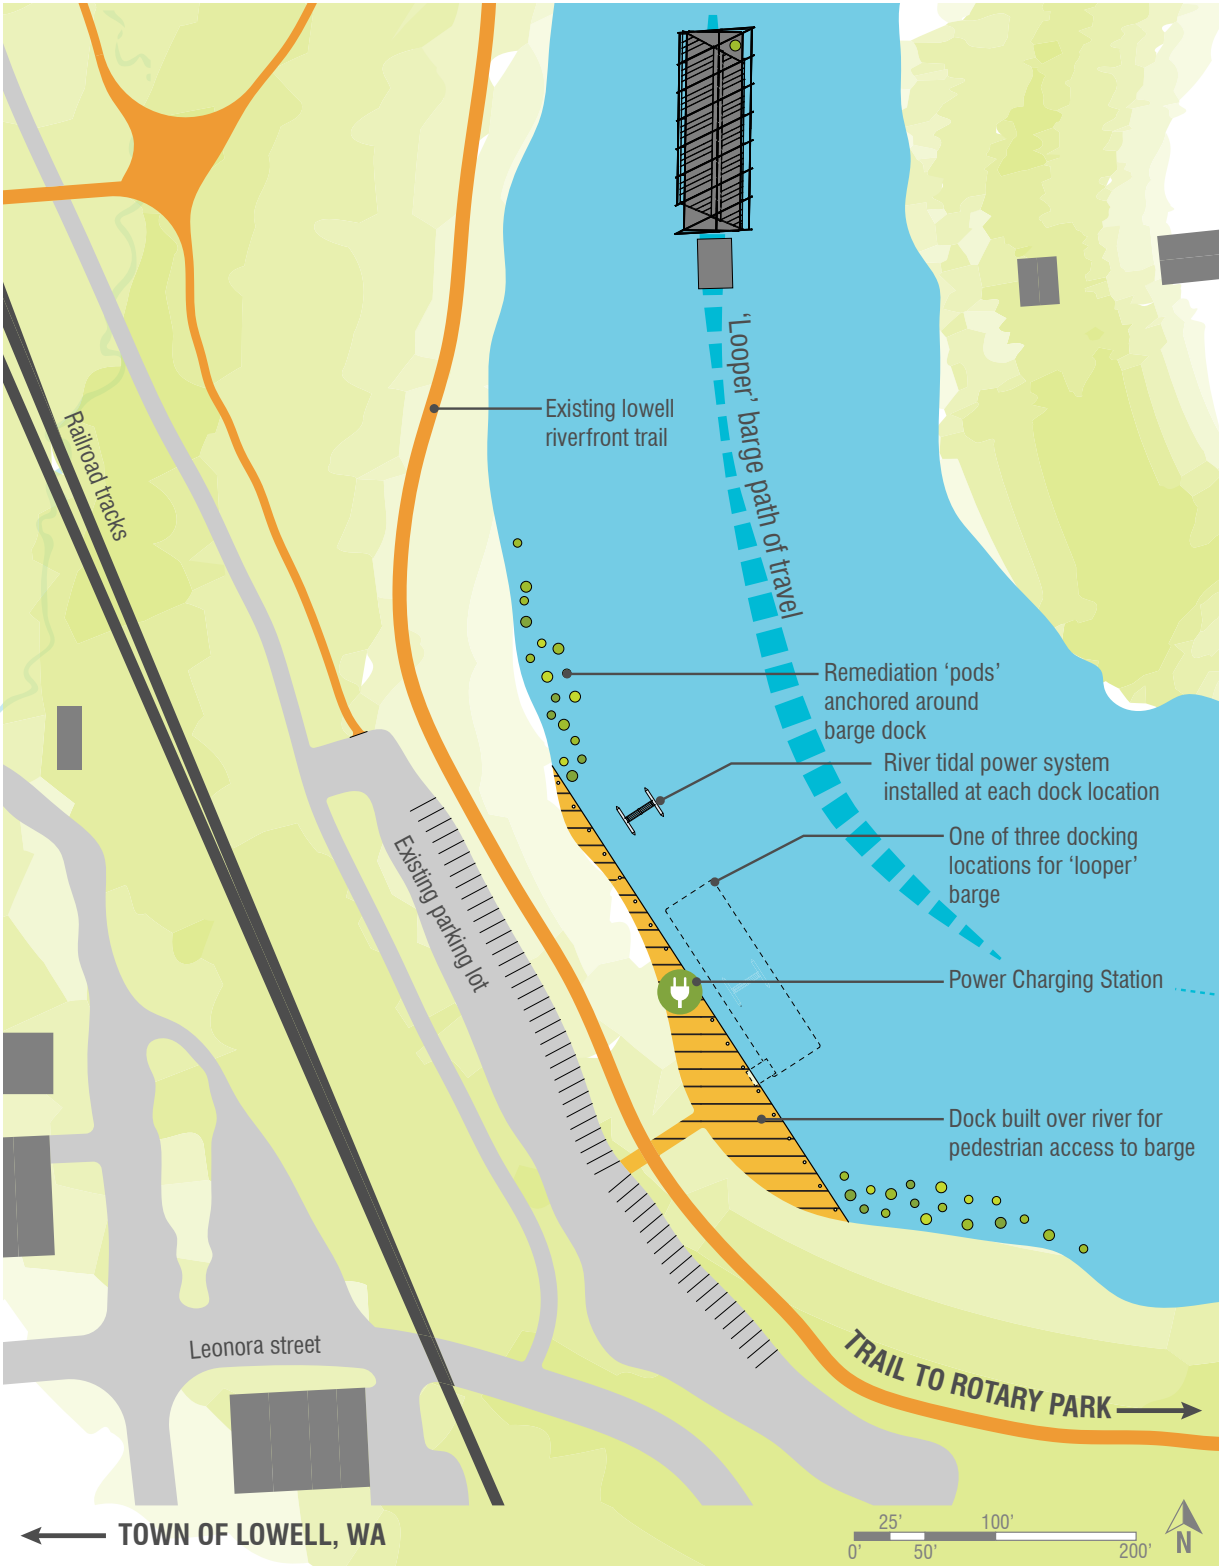 'Looper' barge path of travel
Existing lowell
riverfront trail
Railroad tracks
Remediation 'pods'
anchored around
barge dock
River tidal power system
installed at each dock location
One of three docking
locations for 'looper'
barge
Existing parking lot
Power Charging Station
Dock built over river for
pedestrian access to barge
Leonora street
TRAIL TO ROTARY PARK
TOWN OF LOWELL, WA
25' 100'
0' 50' 200'
N